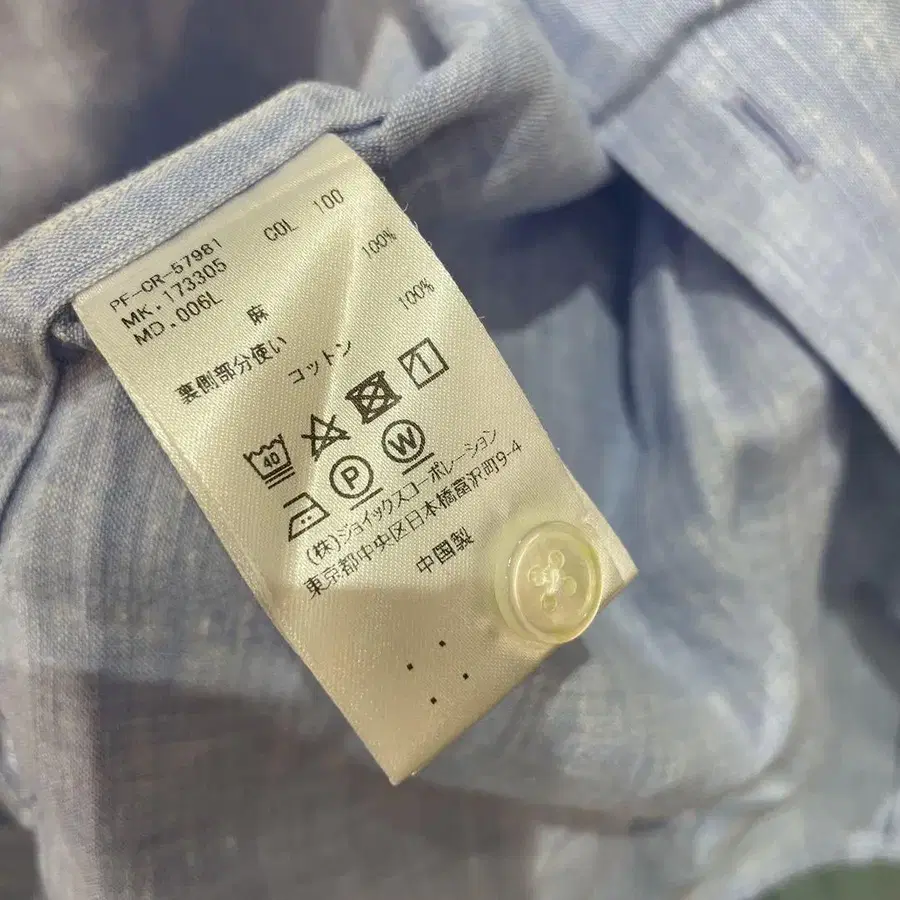 PF-CR-57981 COL 100
MK.173305
MD.006L
麻 100%
裏側部分使い
コットン 100%
40
P W
(株)ジョイックスコーポレーション
東京都中央区日本橋富沢町9-4
中国製